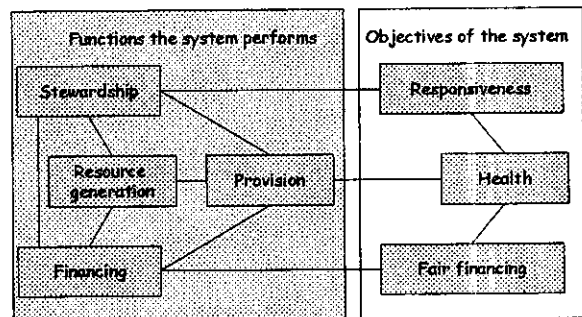 Functions the system performs
Objectives of the system
Stewardship
Responsiveness
Resource
generation
Provision
Health
Financing
Fair financing